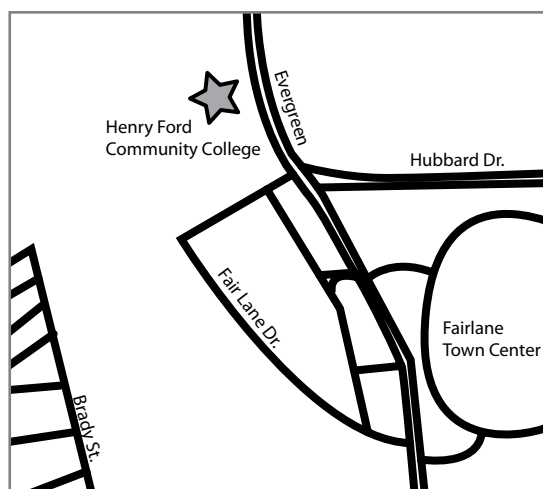 Evergreen
Henry Ford
Community College
Hubbard Dr.
Fair Lane Dr.
Fairlane
Town Center
Brady St.